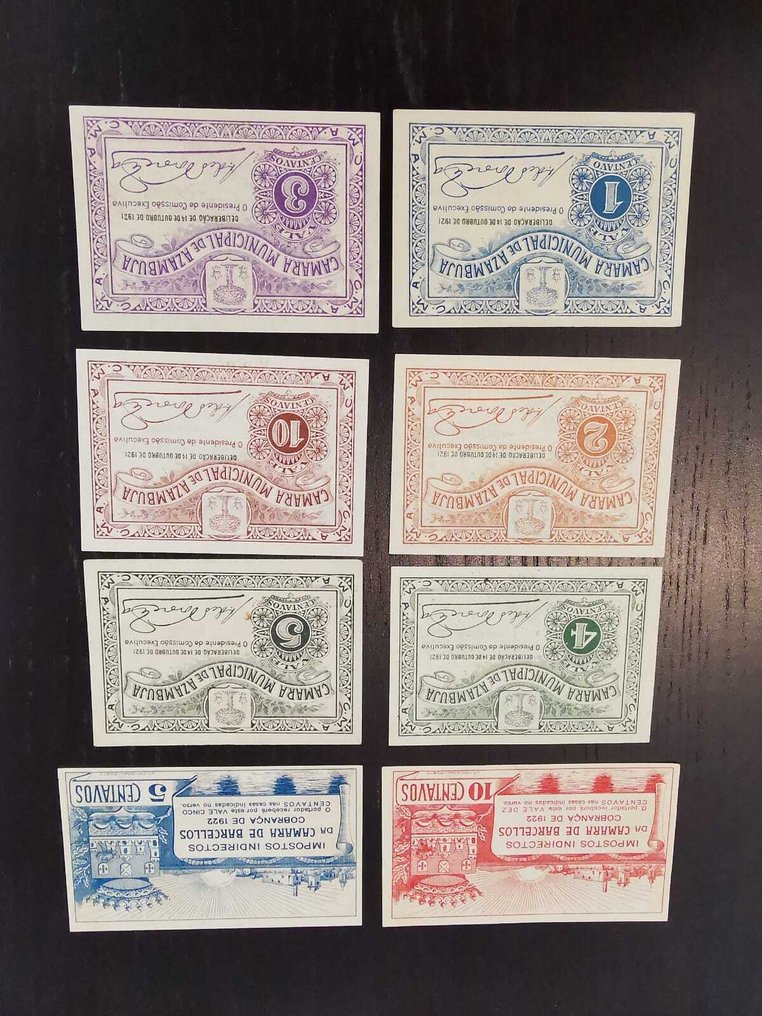 CAMARA MUNICIPAL DE AZAMBUJA
DELIBERAÇÃO DE 14 DE OUTUBRO DE 1921
O Presidente da Comissão Executiva
VALE
3
CENTAVOS
C. M. A.
CAMARA MUNICIPAL DE AZAMBUJA
DELIBERAÇÃO DE 14 DE OUTUBRO DE 1921
O Presidente da Comissão Executiva
VALE
1
CENTAVOS
C. M. A.
CAMARA MUNICIPAL DE AZAMBUJA
DELIBERAÇÃO DE 14 DE OUTUBRO DE 1921
O Presidente da Comissão Executiva
VALE
10
CENTAVOS
C. M. A.
CAMARA MUNICIPAL DE AZAMBUJA
DELIBERAÇÃO DE 14 DE OUTUBRO DE 1921
O Presidente da Comissão Executiva
VALE
2
CENTAVOS
C. M. A.
CAMARA MUNICIPAL DE AZAMBUJA
DELIBERAÇÃO DE 14 DE OUTUBRO DE 1921
O Presidente da Comissão Executiva
VALE
5
CENTAVOS
C. M. A.
CAMARA MUNICIPAL DE AZAMBUJA
DELIBERAÇÃO DE 14 DE OUTUBRO DE 1921
O Presidente da Comissão Executiva
VALE
4
CENTAVOS
C. M. A.
IMPOSTOS INDIRECTOS
DA CAMARA DE BARCELLOS
COBRANÇA DE 1922
O portador receberá por este VALE CINCO
CENTAVOS nas casas indicadas no verso.
5 CENTAVOS
IMPOSTOS INDIRECTOS
DA CAMARA DE BARCELLOS
COBRANÇA DE 1922
O portador receberá por este VALE DEZ
CENTAVOS nas casas indicadas no verso.
10 CENTAVOS